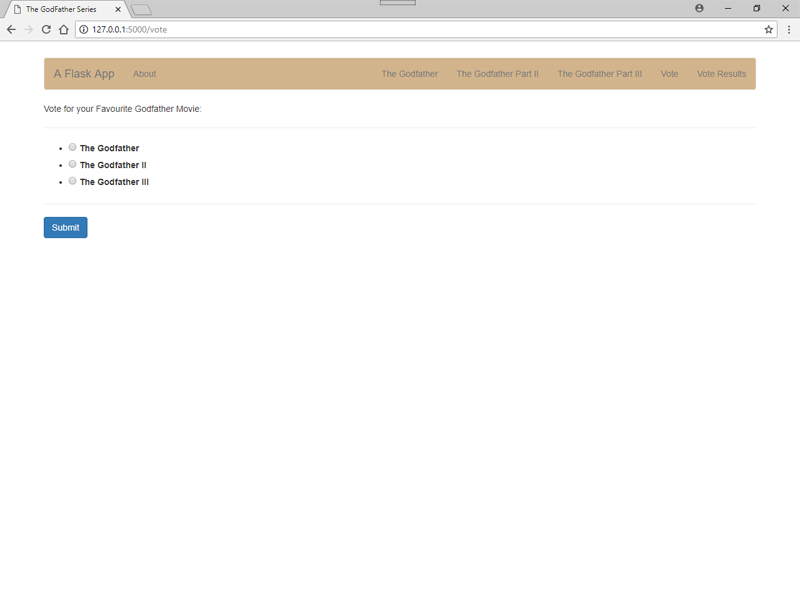 The GodFather Series
127.0.0.1:5000/vote
A Flask App About The Godfather The Godfather Part II The Godfather Part III Vote Vote Results
Vote for your Favourite Godfather Movie:
The Godfather
The Godfather II
The Godfather III
Submit